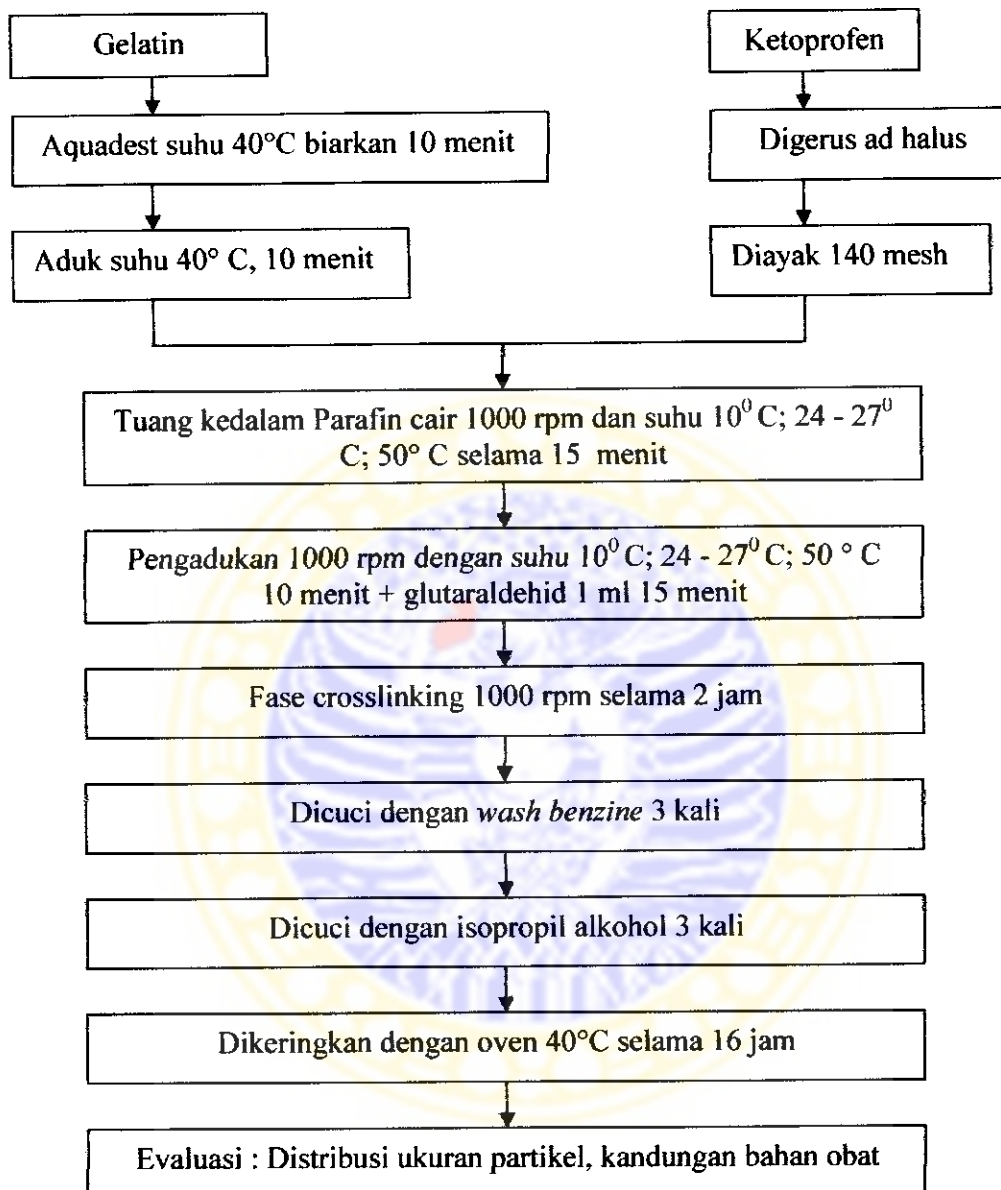 Gelatin
Ketoprofen
Aquadest suhu 40°C biarkan 10 menit
Digerus ad halus
Aduk suhu 40° C, 10 menit
Diayak 140 mesh
Tuang kedalam Parafin cair 1000 rpm dan suhu 10⁰ C; 24 - 27⁰
C; 50° C selama 15 menit
Pengadukan 1000 rpm dengan suhu 10⁰ C; 24 - 27⁰ C; 50 ° C
10 menit + glutaraldehid 1 ml 15 menit
Fase crosslinking 1000 rpm selama 2 jam
Dicuci dengan wash benzine 3 kali
Dicuci dengan isopropil alkohol 3 kali
Dikeringkan dengan oven 40°C selama 16 jam
Evaluasi : Distribusi ukuran partikel, kandungan bahan obat